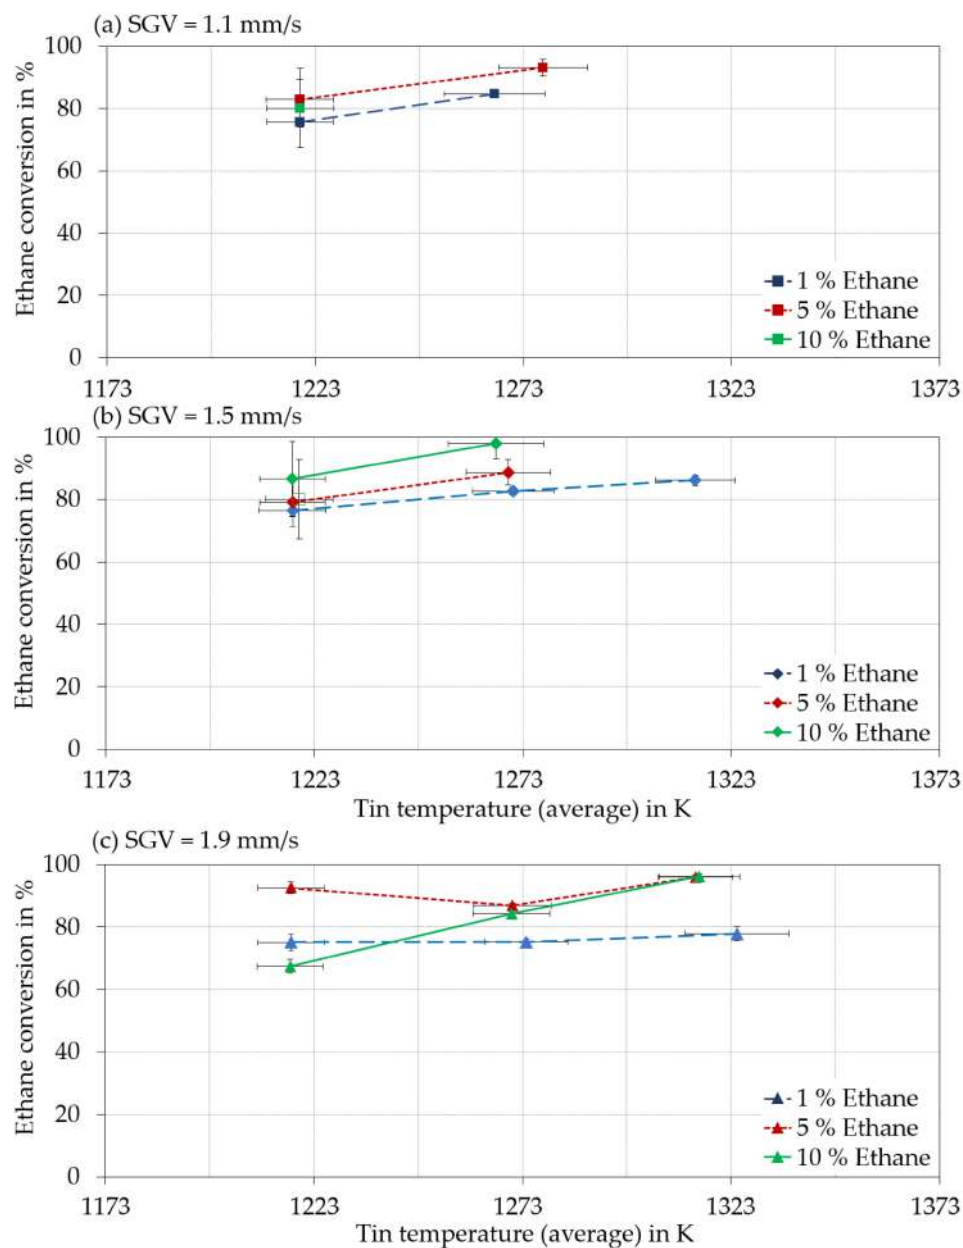 (a) SGV = 1.1 mm/s
Ethane conversion in %
100
80
60
40
20
0
1 % Ethane
5 % Ethane
10 % Ethane
1173 1223 1273 1323 1373
(b) SGV = 1.5 mm/s
Ethane conversion in %
100
80
60
40
20
0
1 % Ethane
5 % Ethane
10 % Ethane
1173 1223 1273 1323 1373
Tin temperature (average) in K
(c) SGV = 1.9 mm/s
Ethane conversion in %
100
80
60
40
20
0
1 % Ethane
5 % Ethane
10 % Ethane
1173 1223 1273 1323 1373
Tin temperature (average) in K